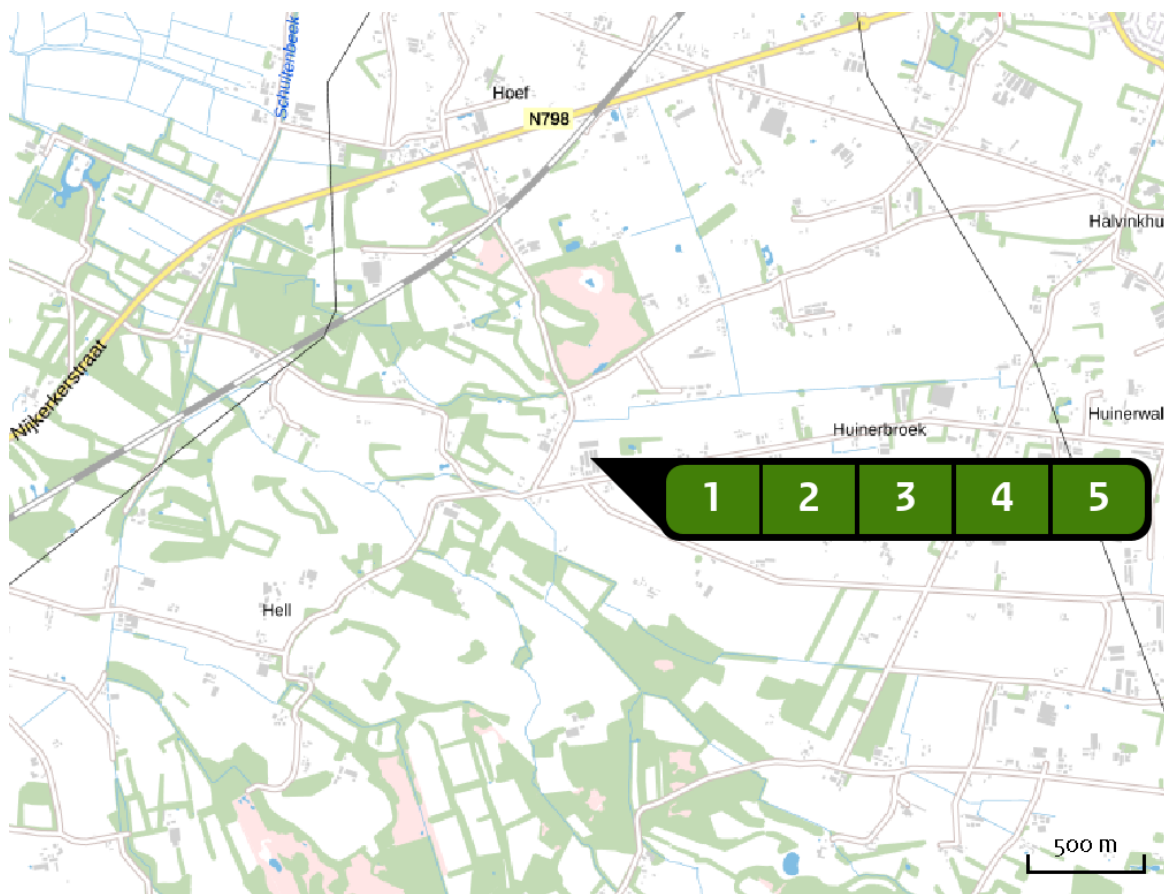 Schuitenbeek
Hoef
N798
Halvinkhu
Nijkerkerstraat
Huinerbroek
Huinerwal
1 2 3 4 5
Hell
500 m